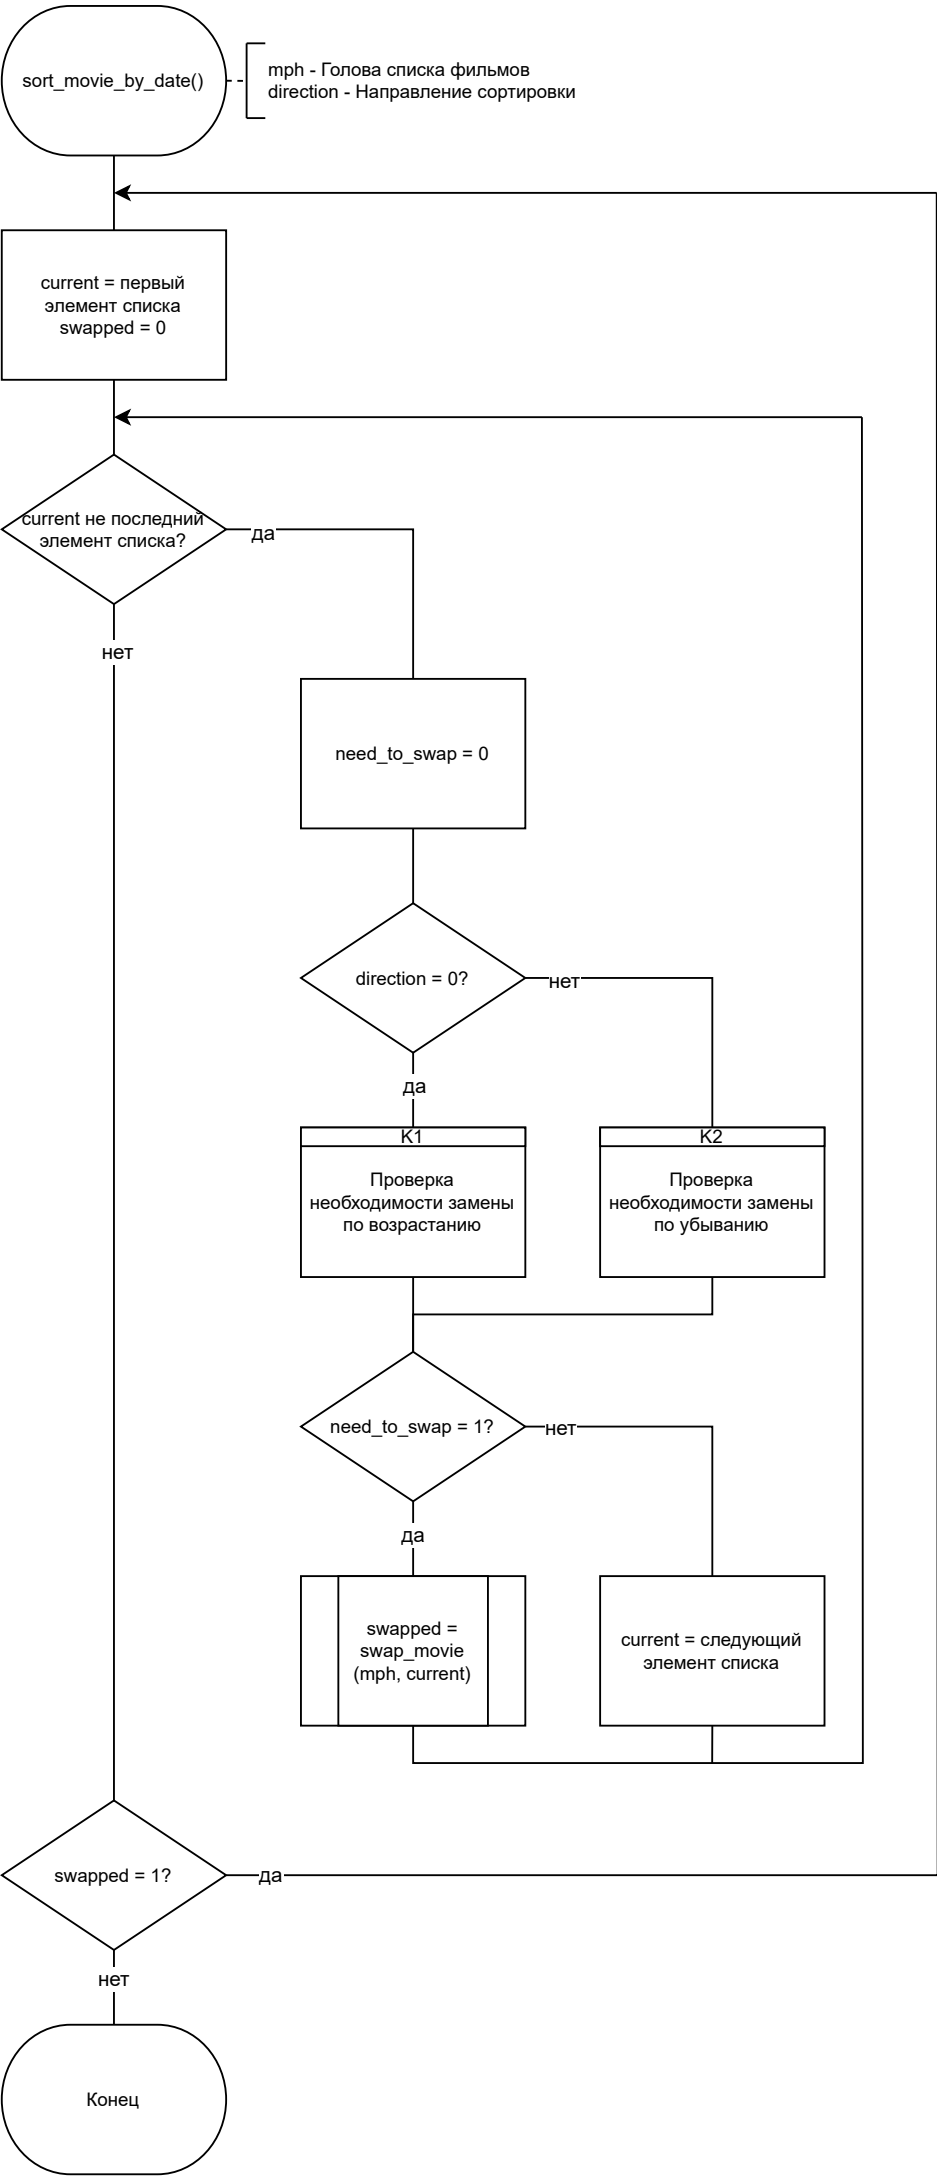 sort_movie_by_date()
mph - Голова списка фильмов
direction - Направление сортировки
current = первый
элемент списка
swapped = 0
current не последний
элемент списка?
да
нет
need_to_swap = 0
direction = 0?
нет
да
K1
Проверка
необходимости замены
по возрастанию
K2
Проверка
необходимости замены
по убыванию
need_to_swap = 1?
нет
да
swapped =
swap_movie
(mph, current)
current = следующий
элемент списка
swapped = 1?
да
нет
Конец